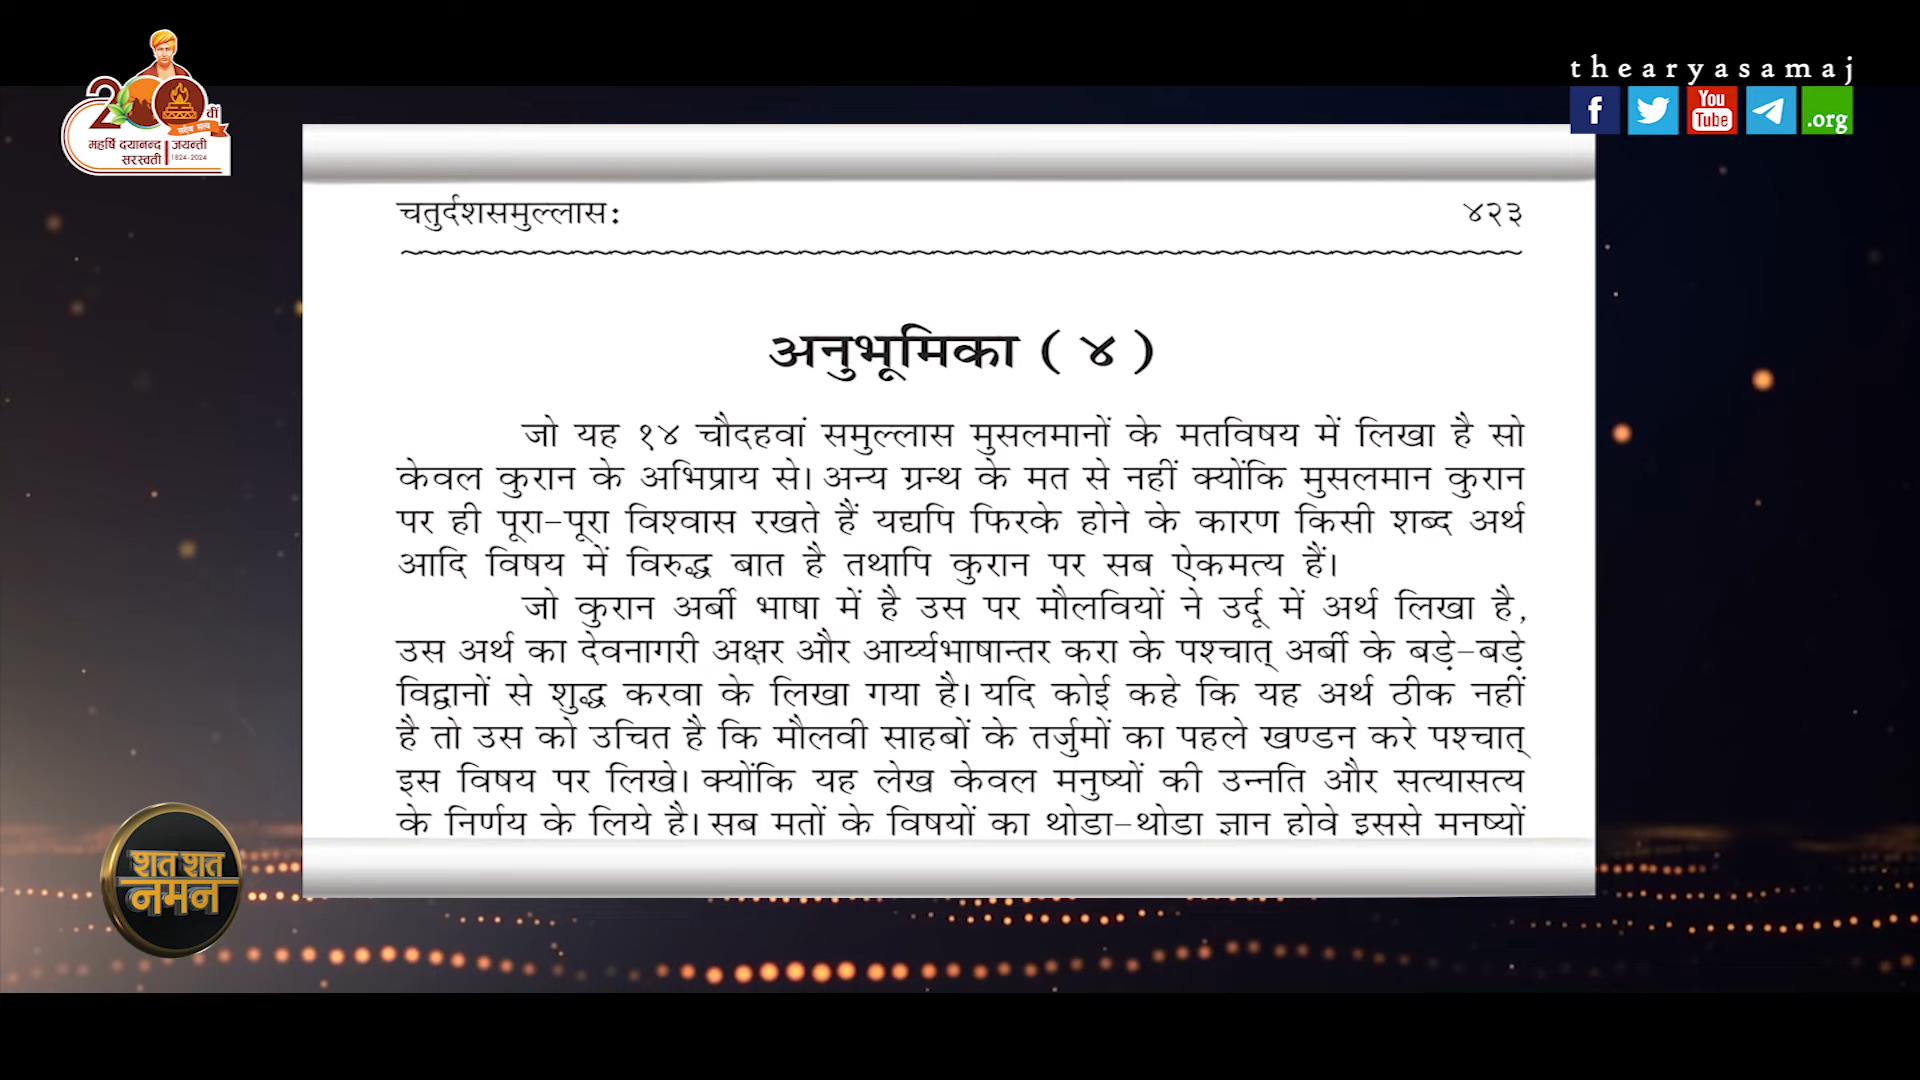 thearyasamaj
f
You
Tube
.org
200वीं
महर्षि दयानन्द
सरस्वती
जयन्ती
1824-2024
चतुर्दशसमुल्लासः ४२३
अनुभूमिका ( ४ )
जो यह १४ चौदहवां समुल्लास मुसलमानों के मतविषय में लिखा है सो
केवल कुरान के अभिप्राय से। अन्य ग्रन्थ के मत से नहीं क्योंकि मुसलमान कुरान
पर ही पूरा-पूरा विश्वास रखते हैं यद्यपि फिरके होने के कारण किसी शब्द अर्थ
आदि विषय में विरुद्ध बात है तथापि कुरान पर सब ऐकमत्य हैं।
जो कुरान अर्बी भाषा में है उस पर मौलवियों ने उर्दू में अर्थ लिखा है,
उस अर्थ का देवनागरी अक्षर और आर्य्यभाषान्तर करा के पश्चात् अर्बी के बड़े-बड़े
विद्वानों से शुद्ध करवा के लिखा गया है। यदि कोई कहे कि यह अर्थ ठीक नहीं
है तो उस को उचित है कि मौलवी साहबों के तर्जुमों का पहले खण्डन करे पश्चात्
इस विषय पर लिखे। क्योंकि यह लेख केवल मनुष्यों की उन्नति और सत्यासत्य
के निर्णय के लिये है। सब मतों के विषयों का थोडा-थोडा ज्ञान होवे इससे मनुष्यों
शत शत
नमन